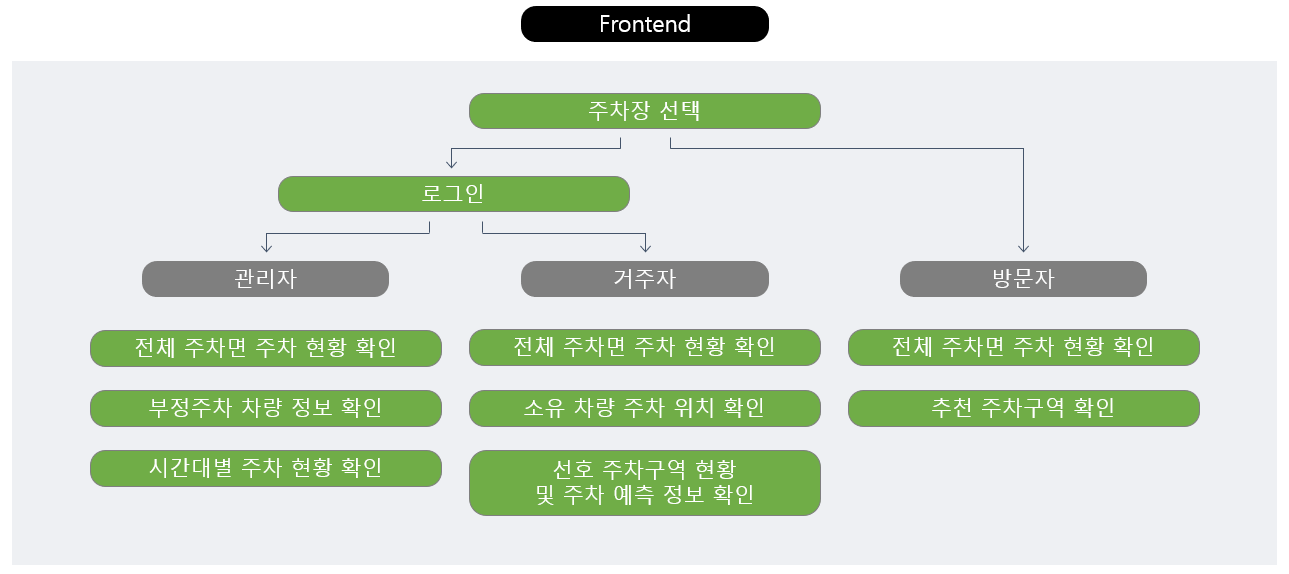 Frontend
주차장 선택
로그인
관리자
거주자
방문자
전체 주차면 주차 현황 확인
전체 주차면 주차 현황 확인
전체 주차면 주차 현황 확인
부정주차 차량 정보 확인
소유 차량 주차 위치 확인
추천 주차구역 확인
시간대별 주차 현황 확인
선호 주차구역 현황
및 주차 예측 정보 확인